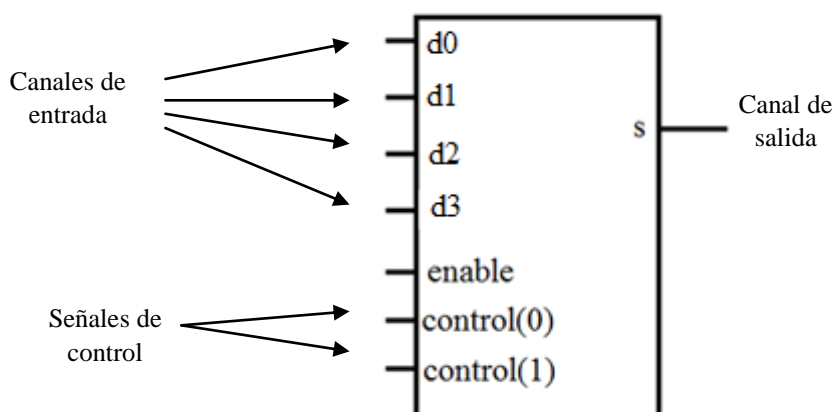 Canales de
entrada
d0
d1
d2
d3
enable
Señales de
control
control(0)
control(1)
s
Canal de
salida